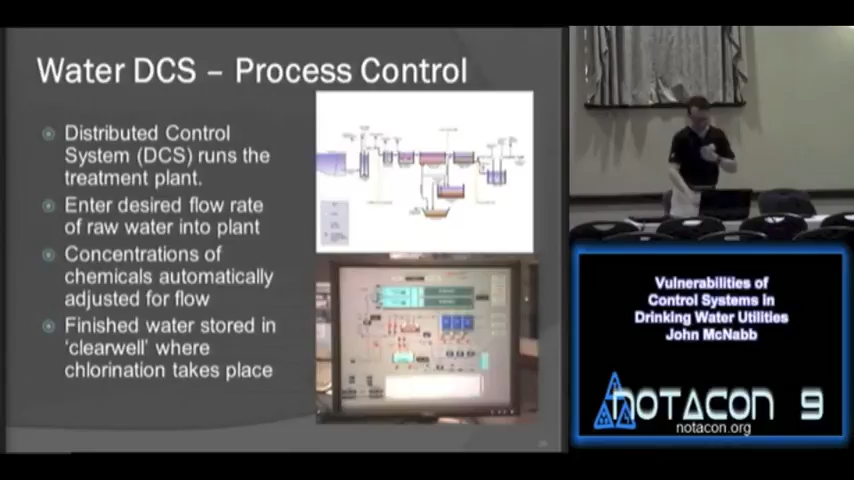 Water DCS – Process Control
Distributed Control
System (DCS) runs the
treatment plant.
Enter desired flow rate
of raw water into plant
Concentrations of
chemicals automatically
adjusted for flow
Finished water stored in
‘clearwell’ where
chlorination takes place
Vulnerabilities of
Control Systems in
Drinking Water Utilities
John McNabb
NOTACON 9
notacon.org